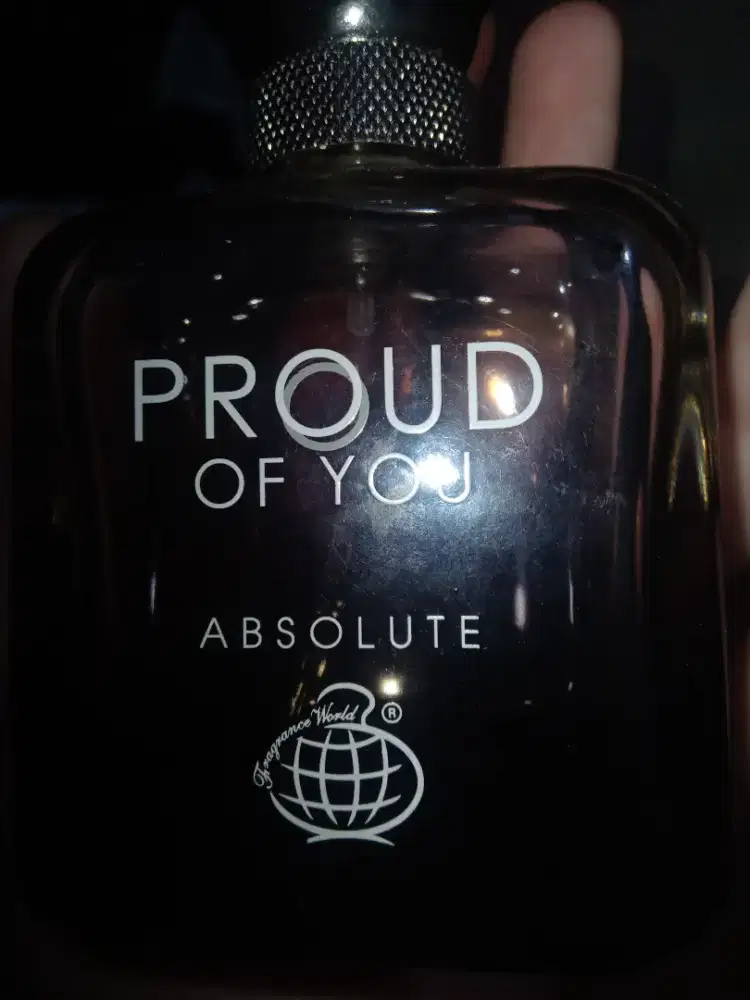 PROUD
OF YOU
ABSOLUTE
Fragrance World ®